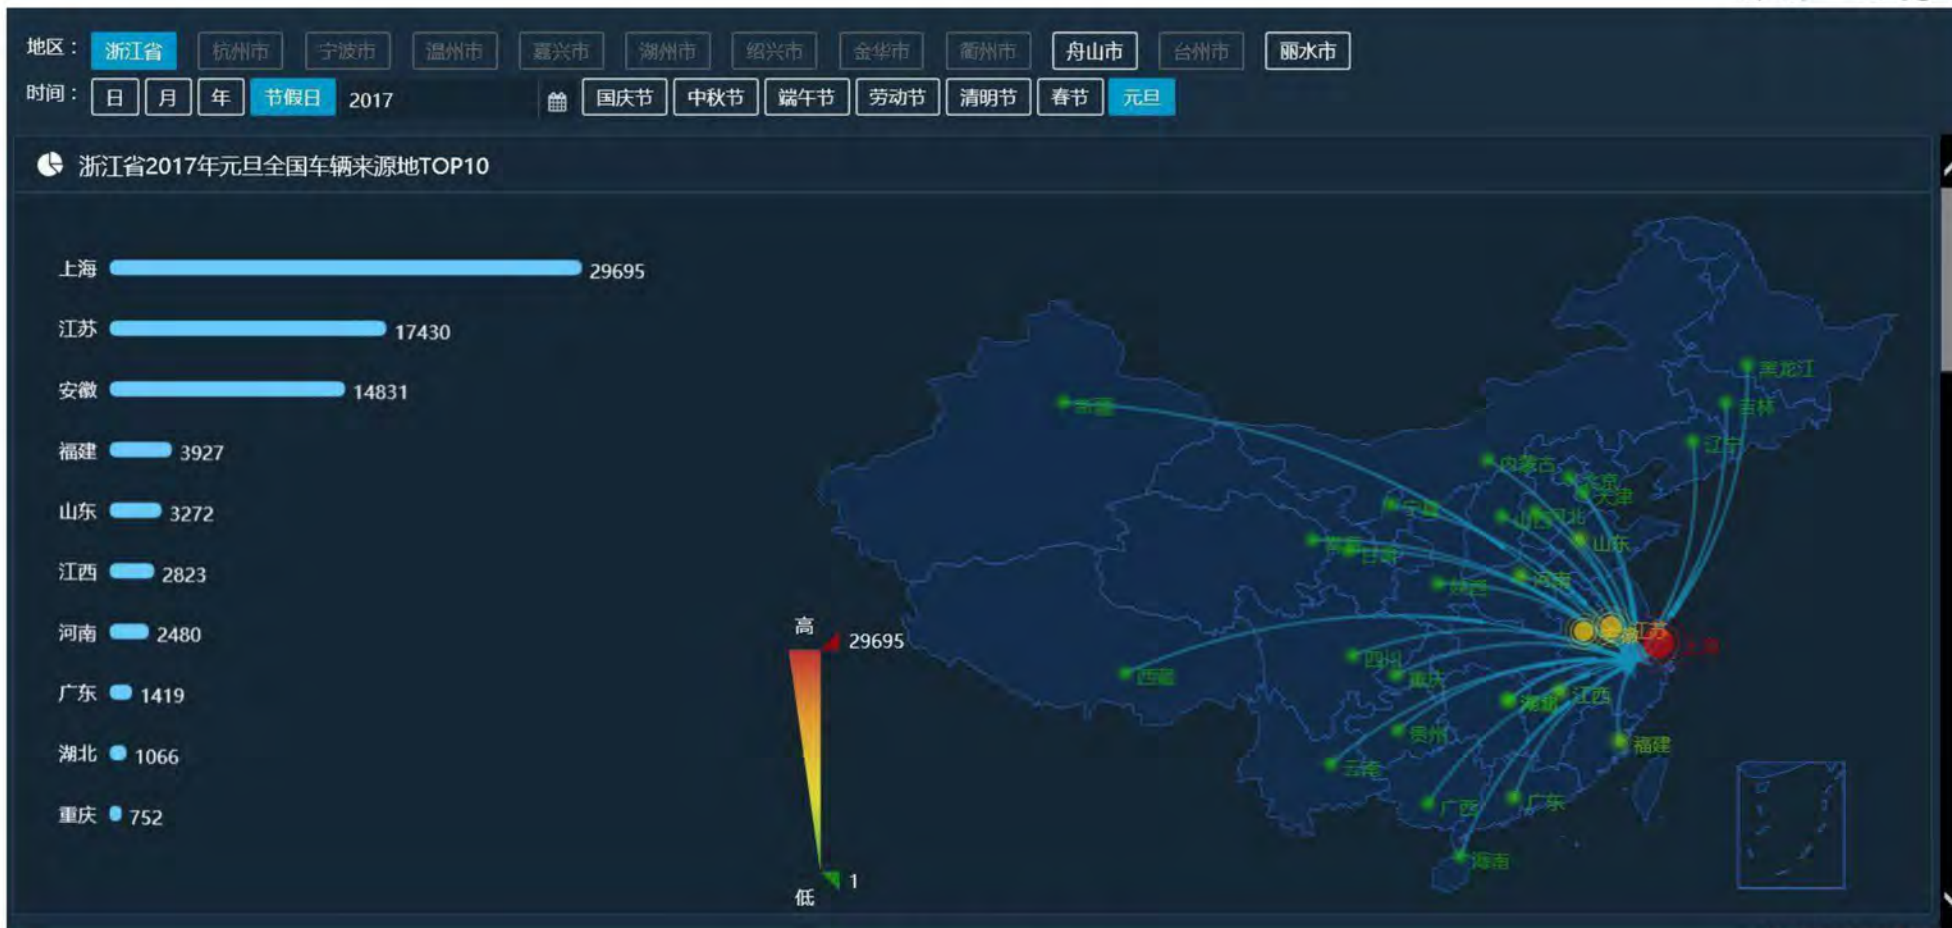 地区： 浙江省 杭州市 宁波市 温州市 嘉兴市 湖州市 绍兴市 金华市 衢州市 舟山市 台州市 丽水市
时间： 日 月 年 节假日 2017 国庆节 中秋节 端午节 劳动节 清明节 春节 元旦
浙江省2017年元旦全国车辆来源地TOP10
上海 29695
江苏 17430
安徽 14831
福建 3927
山东 3272
江西 2823
河南 2480
广东 1419
湖北 1066
重庆 752
高
29695
1
低
黑龙江
新疆
吉林
辽宁
内蒙古
北京
天津
宁夏
山西
河北
山东
甘肃
河南
陕西
江苏
上海
四川
西藏
重庆
江西
贵州
福建
云南
广西
广东
海南